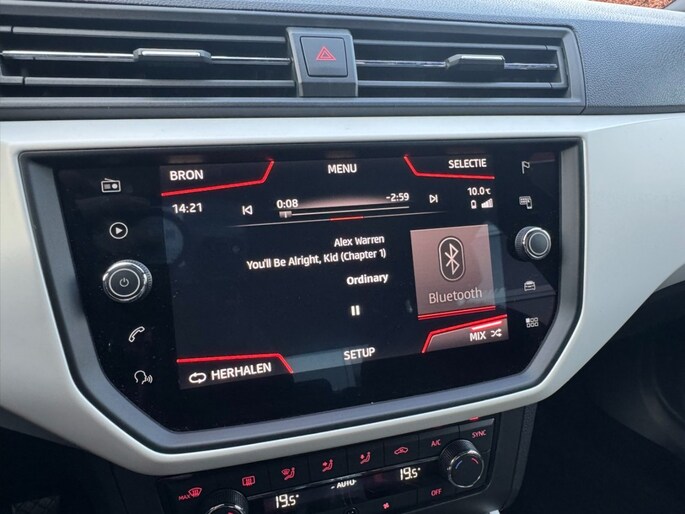 BRON MENU SELECTIE
14:21 0:08 -2:59 10.0°C
Alex Warren
You'll Be Alright, Kid (Chapter 1)
Ordinary
Bluetooth
HERHALEN SETUP MIX
A/C SYNC
MAX 19.5° AUTO 19.5° OFF